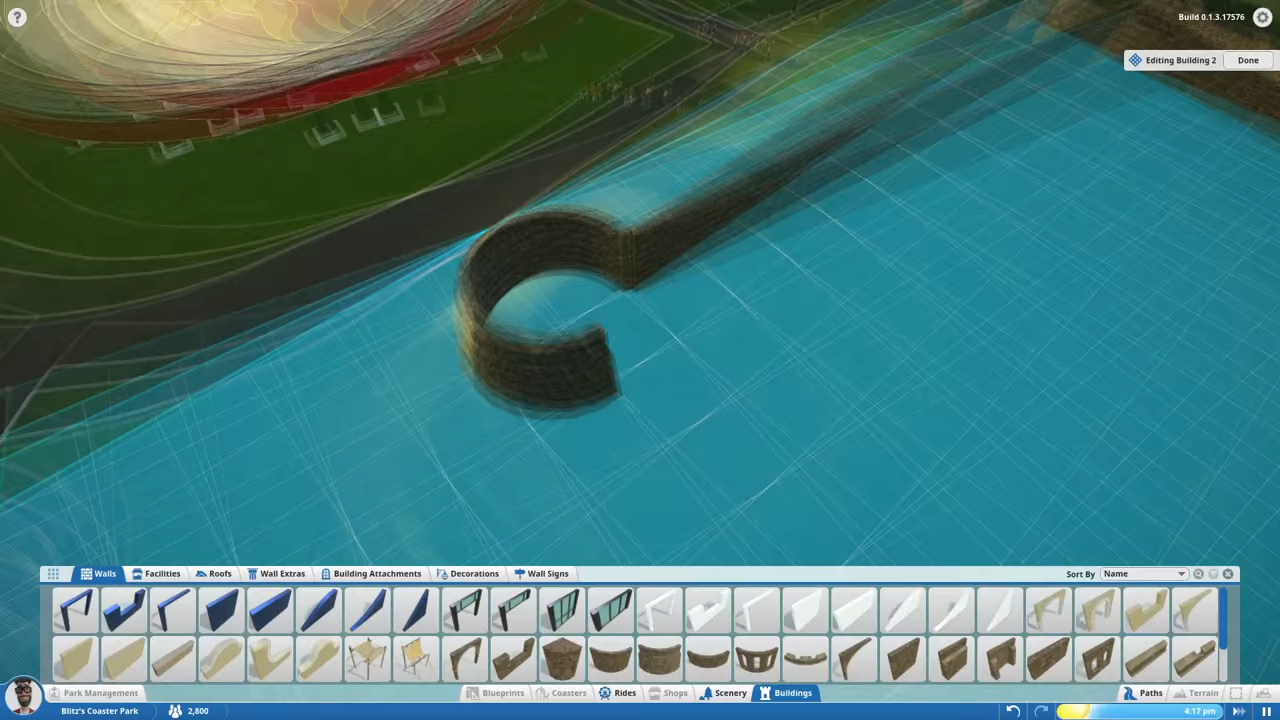 ?
Build 0.1.3.17576
Editing Building 2 Done
Walls Facilities Roofs Wall Extras Building Attachments Decorations Wall Signs Sort By Name
Park Management Blueprints Coasters Rides Shops Scenery Buildings Paths Terrain
Blitz's Coaster Park 2,800 4:17 pm